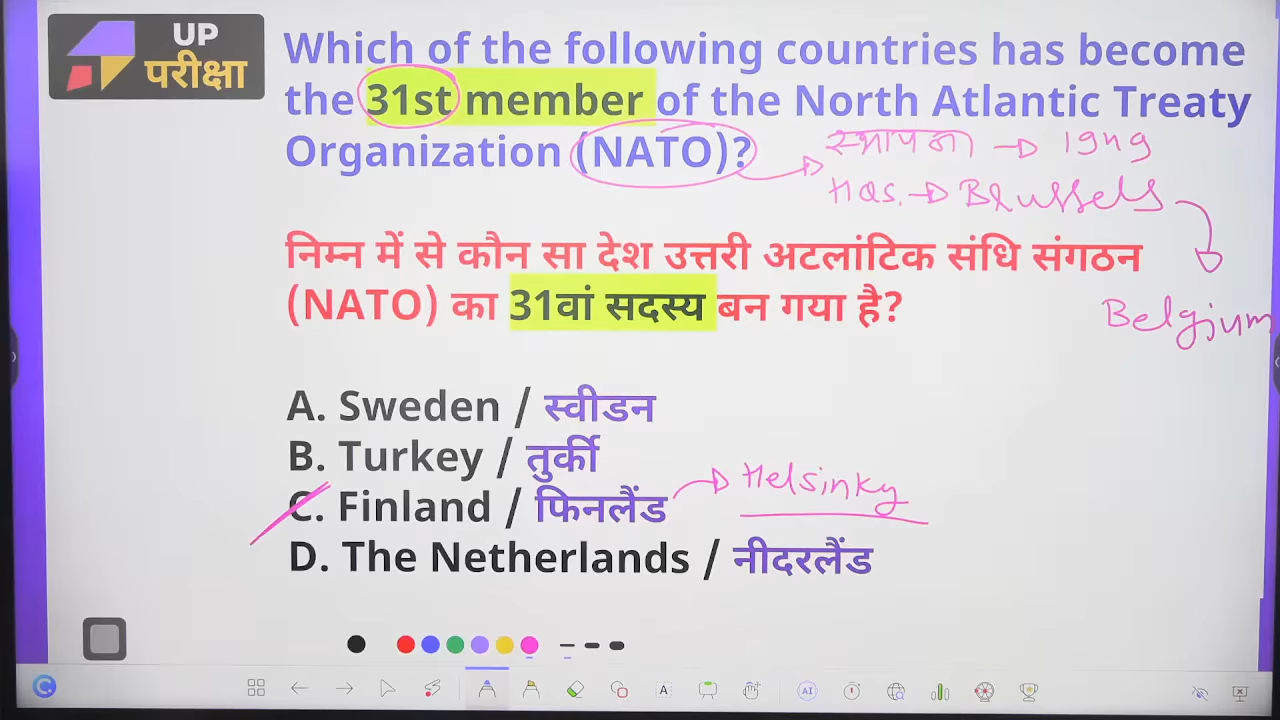 UP
परीक्षा
Which of the following countries has become
the 31st member of the North Atlantic Treaty
Organization (NATO)?
स्थापना → 1949
HQs. → Brussels
Belgium
निम्न में से कौन सा देश उत्तरी अटलांटिक संधि संगठन
(NATO) का 31वां सदस्य बन गया है?
A. Sweden / स्वीडन
B. Turkey / तुर्की
C. Finland / फिनलैंड → Helsinky
D. The Netherlands / नीदरलैंड
A
AI